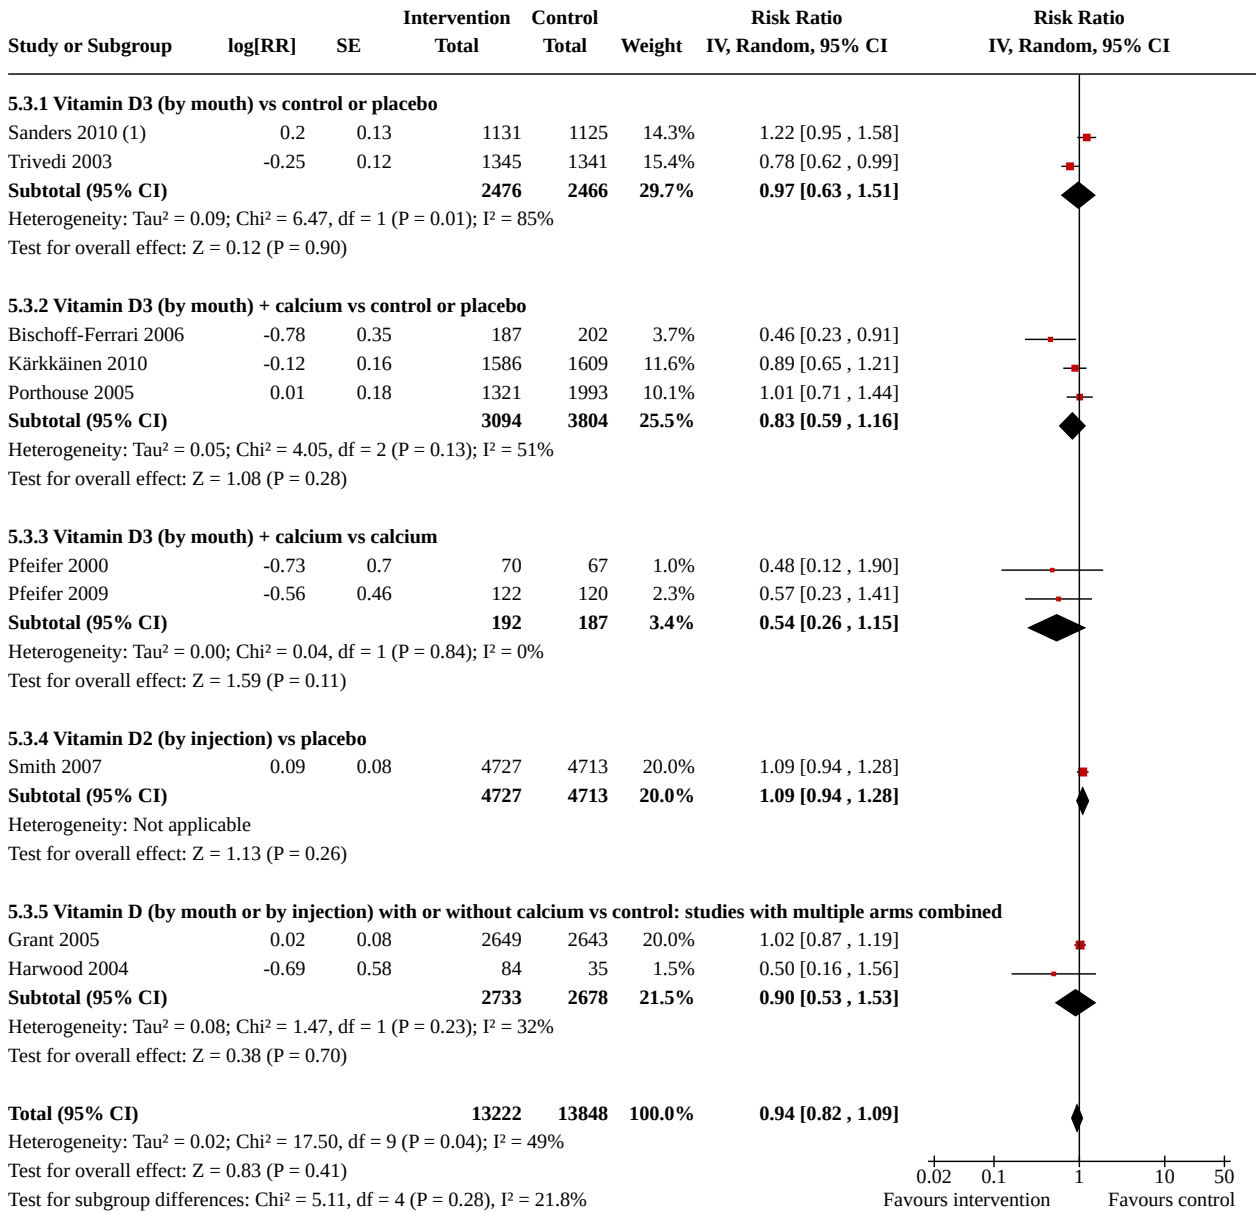 Intervention Control Risk Ratio Risk Ratio
Study or Subgroup log[RR] SE Total Total Weight IV, Random, 95% CI IV, Random, 95% CI
5.3.1 Vitamin D3 (by mouth) vs control or placebo
Sanders 2010 (1) 0.2 0.13 1131 1125 14.3% 1.22 [0.95 , 1.58]
Trivedi 2003 -0.25 0.12 1345 1341 15.4% 0.78 [0.62 , 0.99]
Subtotal (95% CI) 2476 2466 29.7% 0.97 [0.63 , 1.51]
Heterogeneity: Tau² = 0.09; Chi² = 6.47, df = 1 (P = 0.01); I² = 85%
Test for overall effect: Z = 0.12 (P = 0.90)
5.3.2 Vitamin D3 (by mouth) + calcium vs control or placebo
Bischoff-Ferrari 2006 -0.78 0.35 187 202 3.7% 0.46 [0.23 , 0.91]
Kärkkäinen 2010 -0.12 0.16 1586 1609 11.6% 0.89 [0.65 , 1.21]
Porthouse 2005 0.01 0.18 1321 1993 10.1% 1.01 [0.71 , 1.44]
Subtotal (95% CI) 3094 3804 25.5% 0.83 [0.59 , 1.16]
Heterogeneity: Tau² = 0.05; Chi² = 4.05, df = 2 (P = 0.13); I² = 51%
Test for overall effect: Z = 1.08 (P = 0.28)
5.3.3 Vitamin D3 (by mouth) + calcium vs calcium
Pfeifer 2000 -0.73 0.7 70 67 1.0% 0.48 [0.12 , 1.90]
Pfeifer 2009 -0.56 0.46 122 120 2.3% 0.57 [0.23 , 1.41]
Subtotal (95% CI) 192 187 3.4% 0.54 [0.26 , 1.15]
Heterogeneity: Tau² = 0.00; Chi² = 0.04, df = 1 (P = 0.84); I² = 0%
Test for overall effect: Z = 1.59 (P = 0.11)
5.3.4 Vitamin D2 (by injection) vs placebo
Smith 2007 0.09 0.08 4727 4713 20.0% 1.09 [0.94 , 1.28]
Subtotal (95% CI) 4727 4713 20.0% 1.09 [0.94 , 1.28]
Heterogeneity: Not applicable
Test for overall effect: Z = 1.13 (P = 0.26)
5.3.5 Vitamin D (by mouth or by injection) with or without calcium vs control: studies with multiple arms combined
Grant 2005 0.02 0.08 2649 2643 20.0% 1.02 [0.87 , 1.19]
Harwood 2004 -0.69 0.58 84 35 1.5% 0.50 [0.16 , 1.56]
Subtotal (95% CI) 2733 2678 21.5% 0.90 [0.53 , 1.53]
Heterogeneity: Tau² = 0.08; Chi² = 1.47, df = 1 (P = 0.23); I² = 32%
Test for overall effect: Z = 0.38 (P = 0.70)
Total (95% CI) 13222 13848 100.0% 0.94 [0.82 , 1.09]
Heterogeneity: Tau² = 0.02; Chi² = 17.50, df = 9 (P = 0.04); I² = 49%
Test for overall effect: Z = 0.83 (P = 0.41)
0.02 0.1 1 10 50
Test for subgroup differences: Chi² = 5.11, df = 4 (P = 0.28), I² = 21.8%
Favours intervention Favours control